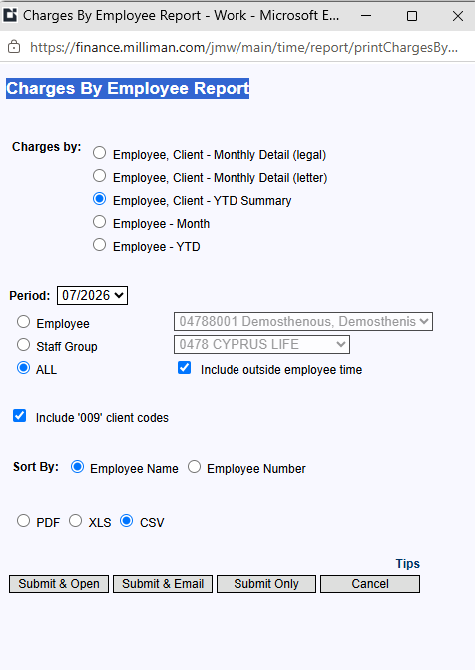 Charges By Employee Report - Work - Microsoft E...
https://finance.milliman.com/jmw/main/time/report/printChargesBy...
Charges By Employee Report
Charges by:
Employee, Client - Monthly Detail (legal)
Employee, Client - Monthly Detail (letter)
Employee, Client - YTD Summary
Employee - Month
Employee - YTD
Period: 07/2026
Employee 04788001 Demosthenous, Demosthenis
Staff Group 0478 CYPRUS LIFE
ALL Include outside employee time
Include '009' client codes
Sort By: Employee Name Employee Number
PDF XLS CSV
Tips
Submit & Open Submit & Email Submit Only Cancel